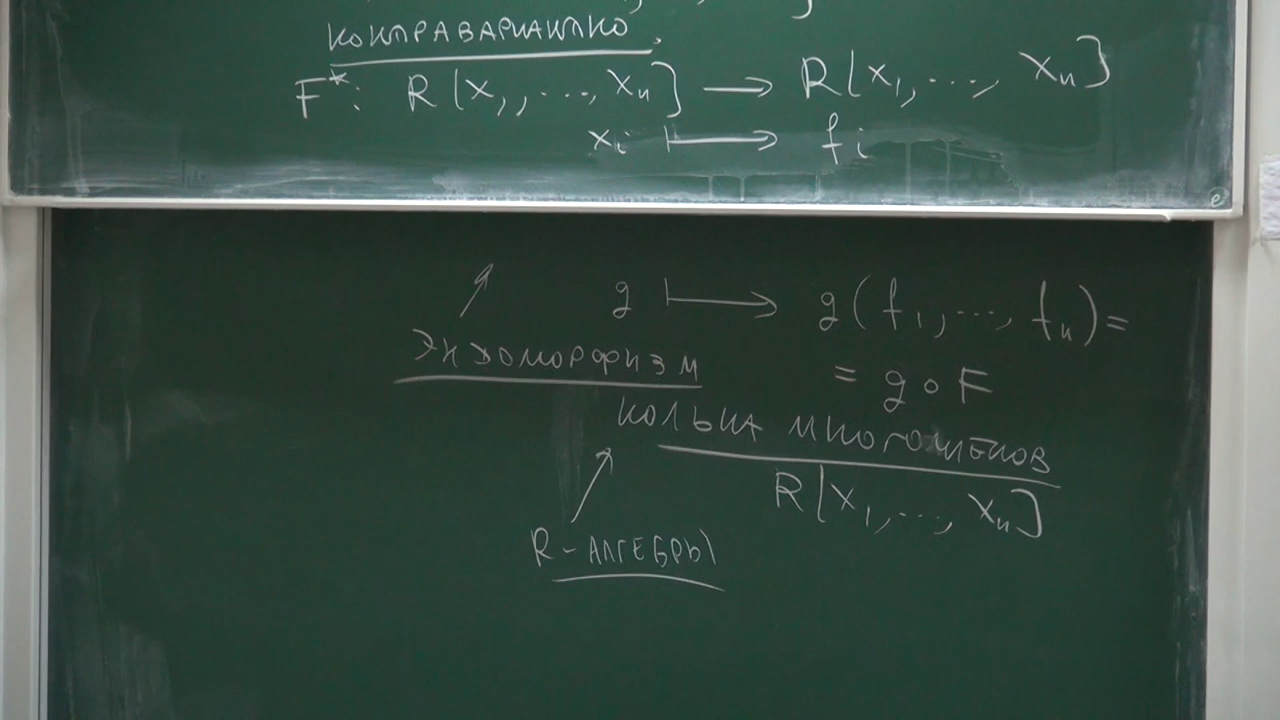 контравариантно.
F*: R[x₁, ..., xₙ] → R[x₁, ..., xₙ]
xᵢ ↦ fᵢ
g ↦ g(f₁, ..., fₙ) =
= g ∘ F
эндоморфизм
кольца многочленов
R[x₁, ..., xₙ]
R-алгебры